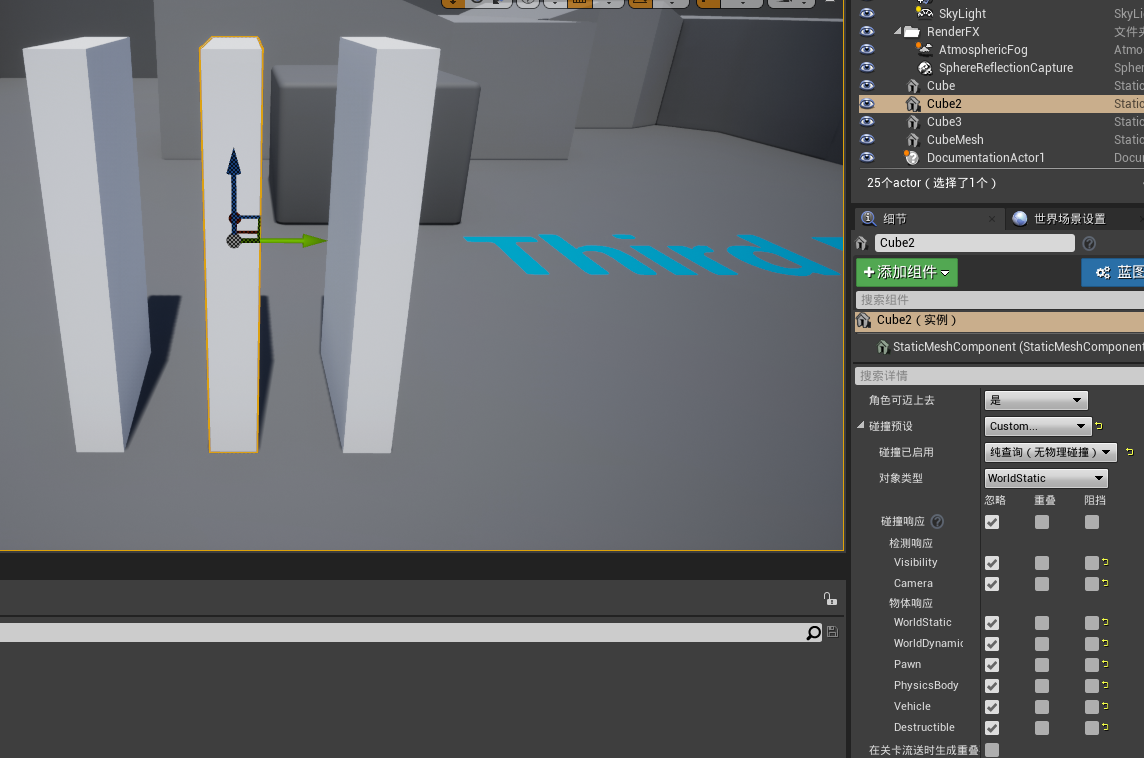 SkyLight SkyLi
RenderFX 文件夹
AtmosphericFog Atmo
SphereReflectionCapture Spher
Cube Static
Cube2 Static
Cube3 Static
CubeMesh Static
DocumentationActor1 Docu
25个actor（选择了1个）
细节
世界场景设置
Cube2
添加组件
蓝图
搜索组件
Cube2（实例）
StaticMeshComponent (StaticMeshComponent
搜索详情
角色可迈上去 是
碰撞预设 Custom...
碰撞已启用 纯查询（无物理碰撞）
对象类型 WorldStatic
忽略 重叠 阻挡
碰撞响应
检测响应
Visibility
Camera
物体响应
WorldStatic
WorldDynamic
Pawn
PhysicsBody
Vehicle
Destructible
在关卡流送时生成重叠
Third